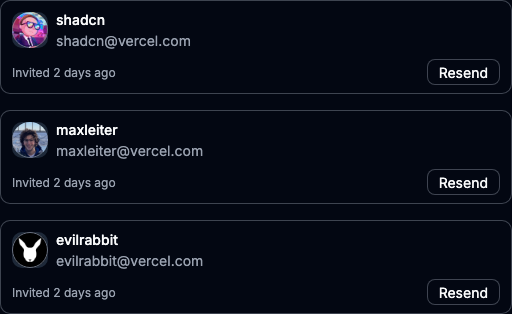 shadcn
shadcn@vercel.com
Invited 2 days ago Resend
maxleiter
maxleiter@vercel.com
Invited 2 days ago Resend
evilrabbit
evilrabbit@vercel.com
Invited 2 days ago Resend